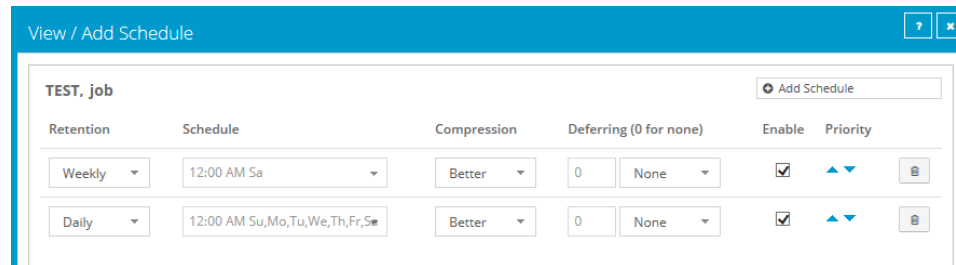 View / Add Schedule ? ×
TEST, job Add Schedule
Retention Schedule Compression Deferring (0 for none) Enable Priority
Weekly 12:00 AM Sa Better 0 None
Daily 12:00 AM Su,Mo,Tu,We,Th,Fr,Sa Better 0 None